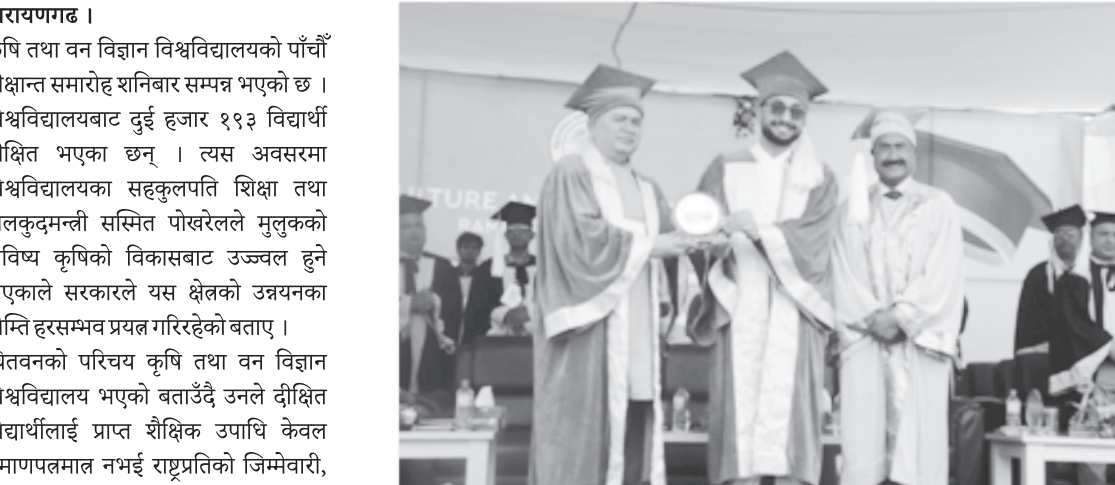 ारायणगढ ।
ृषि तथा वन विज्ञान विश्वविद्यालयको पाँचौँ
ीक्षान्त समारोह शनिबार सम्पन्न भएको छ ।
िश्वविद्यालयबाट दुई हजार १९३ विद्यार्थी
ीक्षित भएका छन् । त्यस अवसरमा
िश्वविद्यालयका सहकुलपति शिक्षा तथा
ेलकुदमन्त्री सस्मित पोखरेलले मुलुकको
विष्य कृषिको विकासबाट उज्ज्वल हुने
एकाले सरकारले यस क्षेत्रको उन्नयनका
म्ति हरसम्भव प्रयत्न गरिरहेको बताए ।
ितवनको परिचय कृषि तथा वन विज्ञान
िश्वविद्यालय भएको बताउँदै उनले दीक्षित
िद्यार्थीलाई प्राप्त शैक्षिक उपाधि केवल
्रमाणपत्रमात्र नभई राष्ट्रप्रतिको जिम्मेवारी,
ULTURE AN